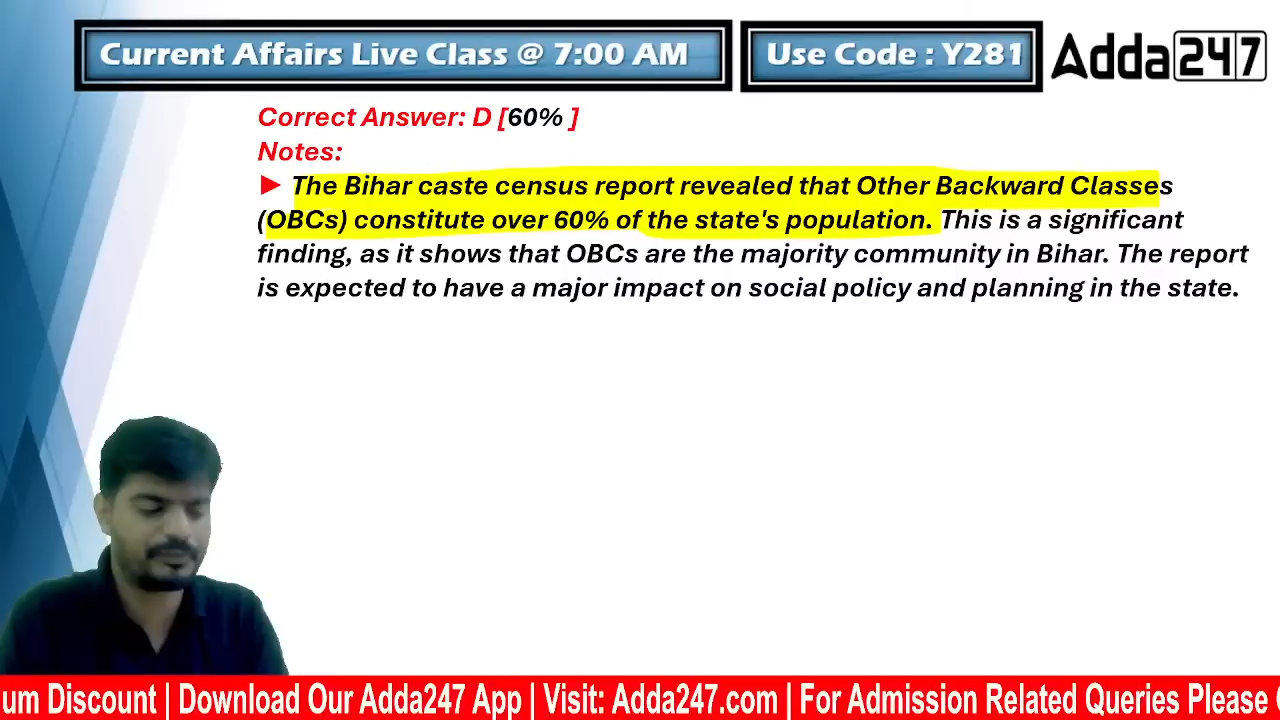 Current Affairs Live Class @ 7:00 AM
Use Code : Y281
Adda247
Correct Answer: D [60% ]
Notes:
► The Bihar caste census report revealed that Other Backward Classes
(OBCs) constitute over 60% of the state's population. This is a significant
finding, as it shows that OBCs are the majority community in Bihar. The report
is expected to have a major impact on social policy and planning in the state.
um Discount | Download Our Adda247 App | Visit: Adda247.com | For Admission Related Queries Please